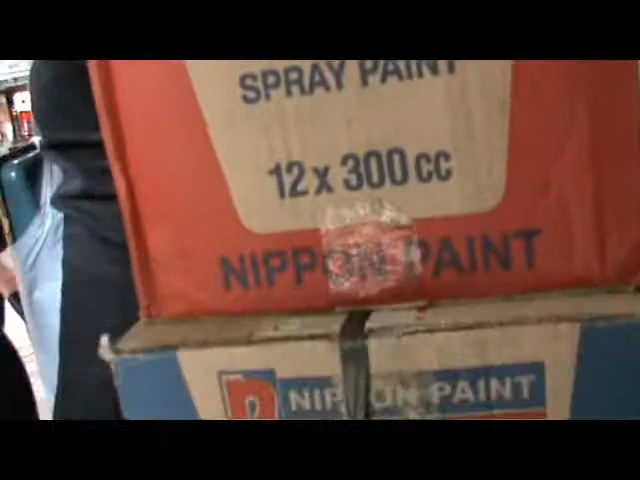 SPRAY PAINT
12 x 300 cc
NIPPON PAINT
n NIPPON PAINT